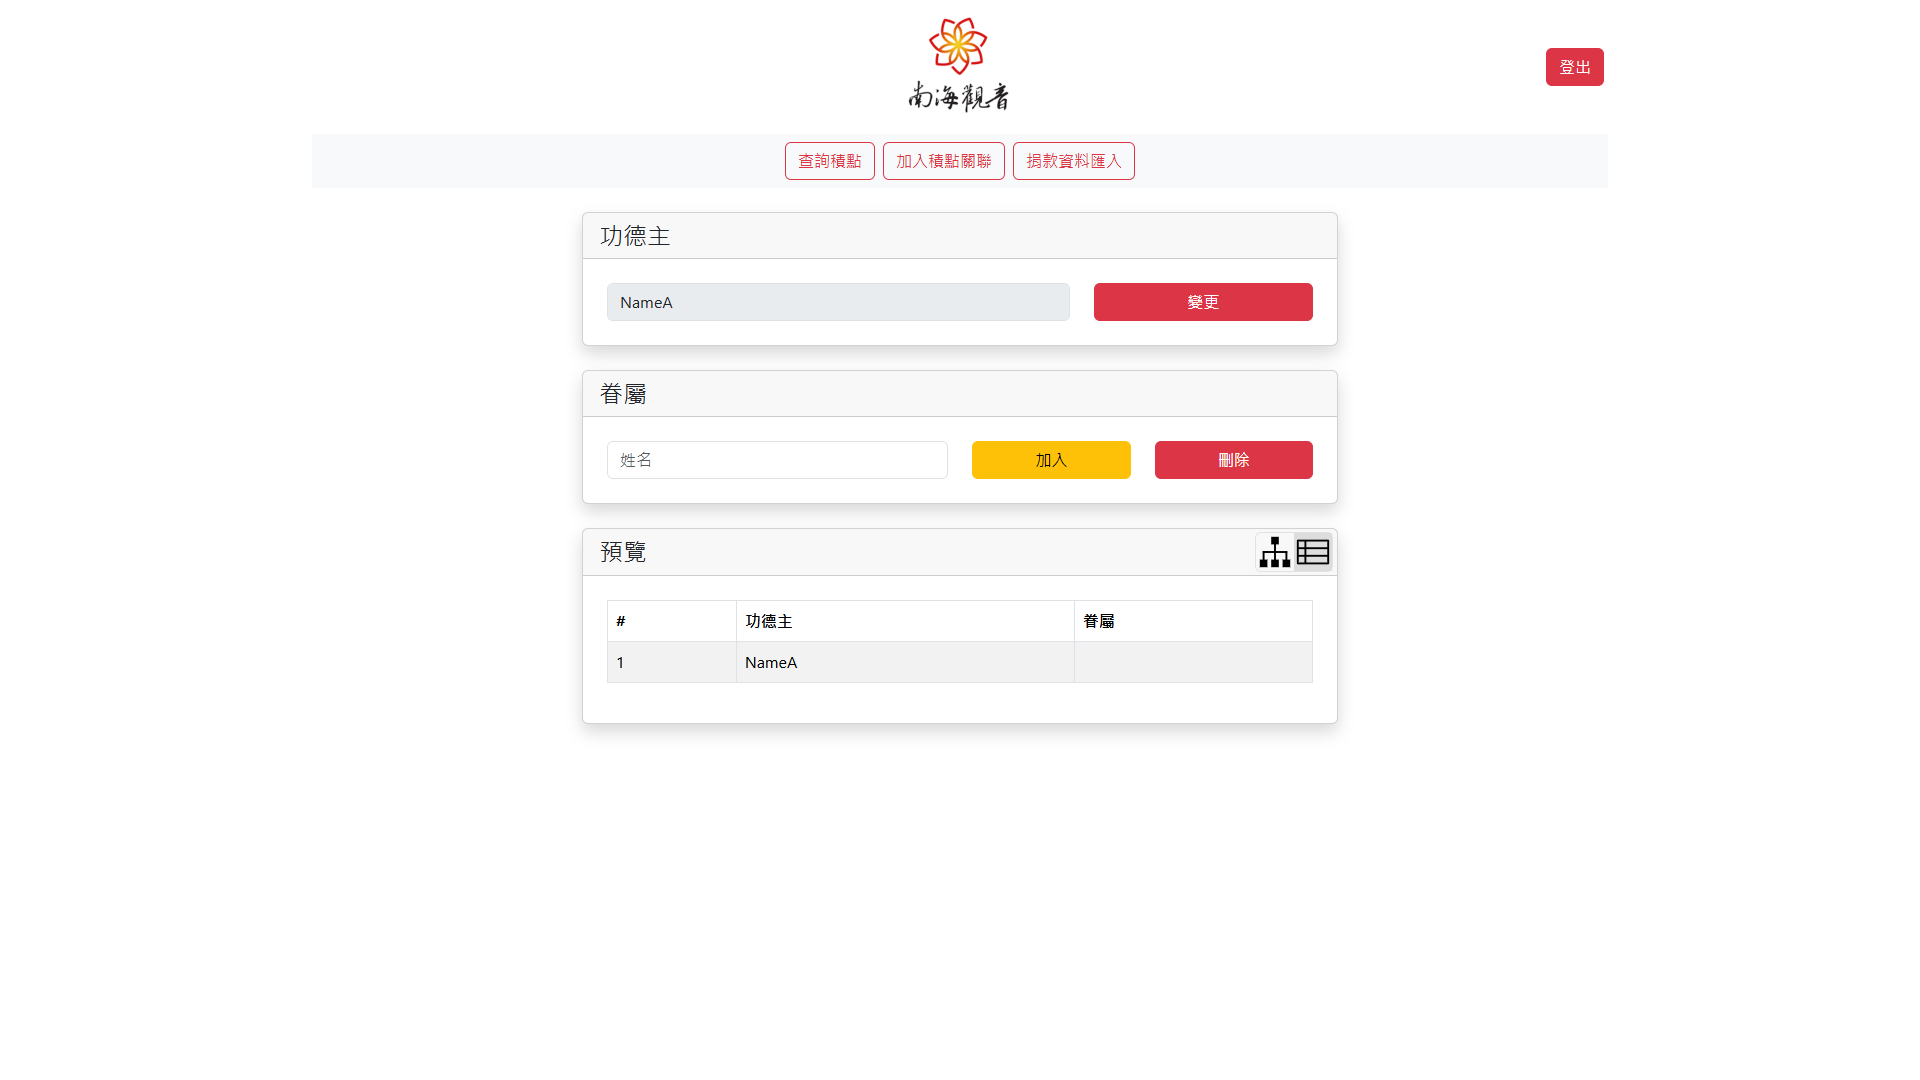 南海觀音
登出
查詢積點 加入積點關聯 捐款資料匯入
功德主
NameA 變更
眷屬
姓名 加入 刪除
預覽
# 功德主 眷屬
1 NameA